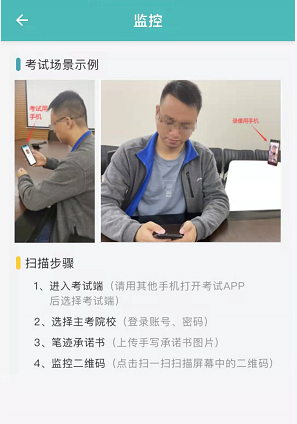 监控
考试场景示例
考试用
手机
录像用手机
扫描步骤
1、进入考试端（请用其他手机打开考试APP
后选择考试端）
2、选择主考院校（登录账号、密码）
3、笔迹承诺书（上传手写承诺书图片）
4、监控二维码（点击扫一扫扫描屏幕中的二维码）